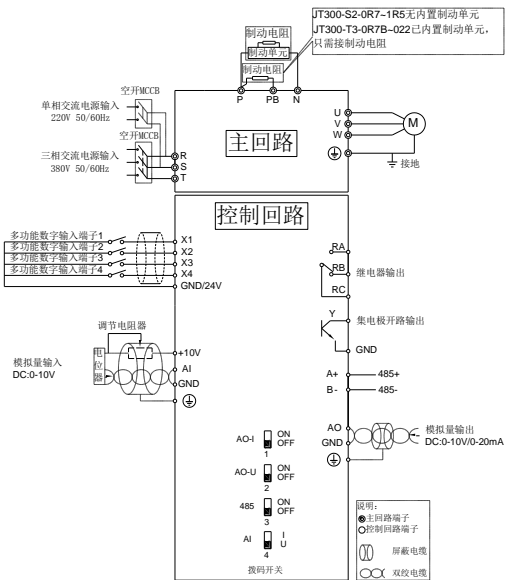 JT300-S2-0R7~1R5无内置制动单元
JT300-T3-0R7B~022已内置制动单元，
只需接制动电阻
制动电阻
制动单元
制动电阻
P PB N
空开MCCB
单相交流电源输入
220V 50/60Hz
空开MCCB
三相交流电源输入
380V 50/60Hz
R
S
T
主回路
U
V
W
M
接地
控制回路
多功能数字输入端子1
多功能数字输入端子2
多功能数字输入端子3
多功能数字输入端子4
X1
X2
X3
X4
GND/24V
RA
RB
RC
继电器输出
Y
集电极开路输出
GND
调节电阻器
电位器
模拟量输入
DC:0-10V
+10V
AI
GND
A+ 485+
B- 485-
AO
GND
模拟量输出
DC:0-10V/0-20mA
AO-I ON
OFF
1
AO-U ON
OFF
2
485 ON
OFF
3
AI I
U
4
拨码开关
说明：
主回路端子
控制回路端子
屏蔽电缆
双绞电缆